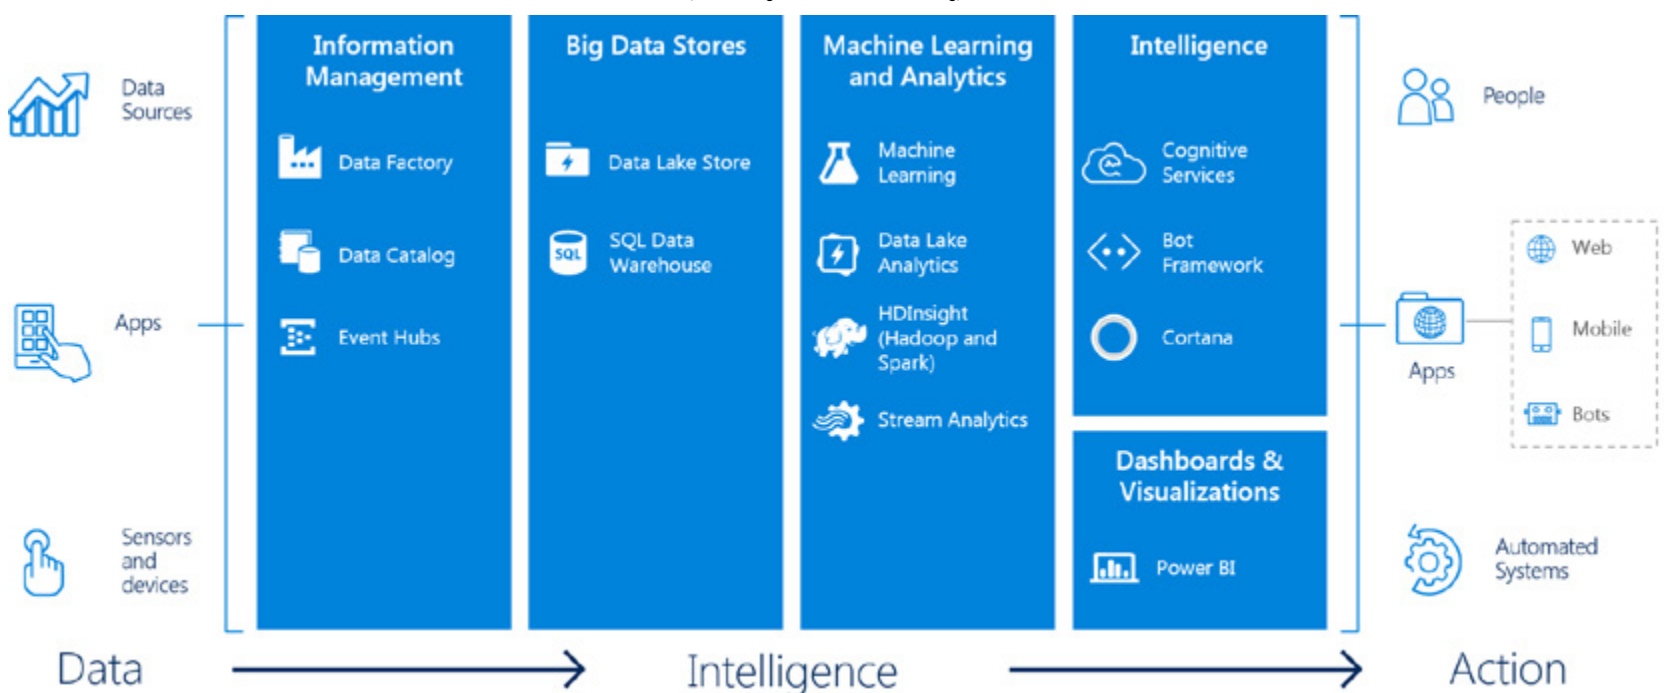 Data
Sources
Apps
Sensors
and
devices
Information
Management
Data Factory
Data Catalog
Event Hubs
Big Data Stores
Data Lake Store
SQL
SQL Data
Warehouse
Machine Learning
and Analytics
Machine
Learning
Data Lake
Analytics
HDInsight
(Hadoop and
Spark)
Stream Analytics
Intelligence
Cognitive
Services
Bot
Framework
Cortana
Dashboards &
Visualizations
Power BI
People
Apps
Web
Mobile
Bots
Automated
Systems
Data
Intelligence
Action